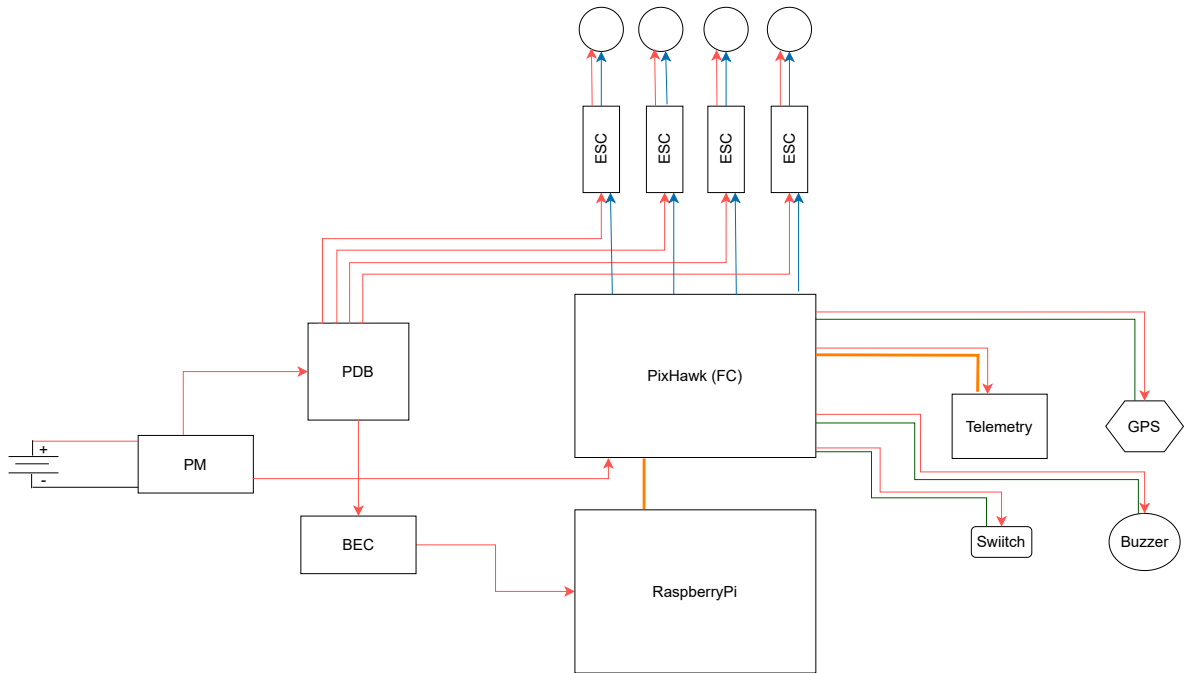 ESC
ESC
ESC
ESC
PixHawk (FC)
PDB
Telemetry
GPS
+
PM
-
BEC
Swiitch
Buzzer
RaspberryPi